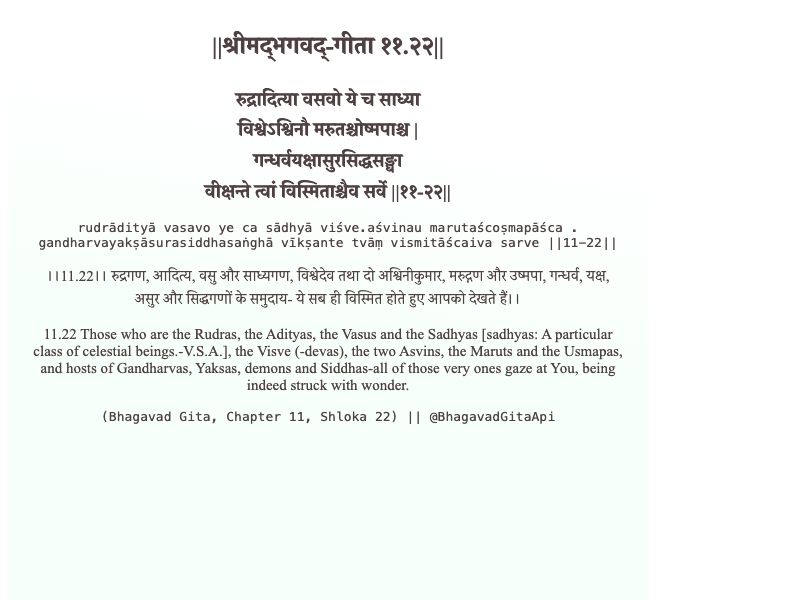 ||श्रीमद्‍भगवद्‍-गीता ११.२२||
रुद्रादित्या वसवो ये च साध्या
विश्वेऽश्विनौ मरुतश्चोष्मपाश्च |
गन्धर्वयक्षासुरसिद्धसङ्घा
वीक्षन्ते त्वां विस्मिताश्चैव सर्वे ||११-२२||
rudrādityā vasavo ye ca sādhyā viśve.aśvinau marutaścoṣmapāśca .
gandharvayakṣāsurasiddhasaṅghā vīkṣante tvāṃ vismitāścaiva sarve ||11-22||
।।11.22।। रुद्रगण, आदित्य, वसु और साध्यगण, विश्वेदेव तथा दो अश्विनीकुमार, मरुद्गण और उष्मपा, गन्धर्व, यक्ष,
असुर और सिद्धगणों के समुदाय- ये सब ही विस्मित होते हुए आपको देखते हैं।।
11.22 Those who are the Rudras, the Adityas, the Vasus and the Sadhyas [sadhyas: A particular
class of celestial beings.-V.S.A.], the Visve (-devas), the two Asvins, the Maruts and the Usmapas,
and hosts of Gandharvas, Yaksas, demons and Siddhas-all of those very ones gaze at You, being
indeed struck with wonder.
(Bhagavad Gita, Chapter 11, Shloka 22) || @BhagavadGitaApi